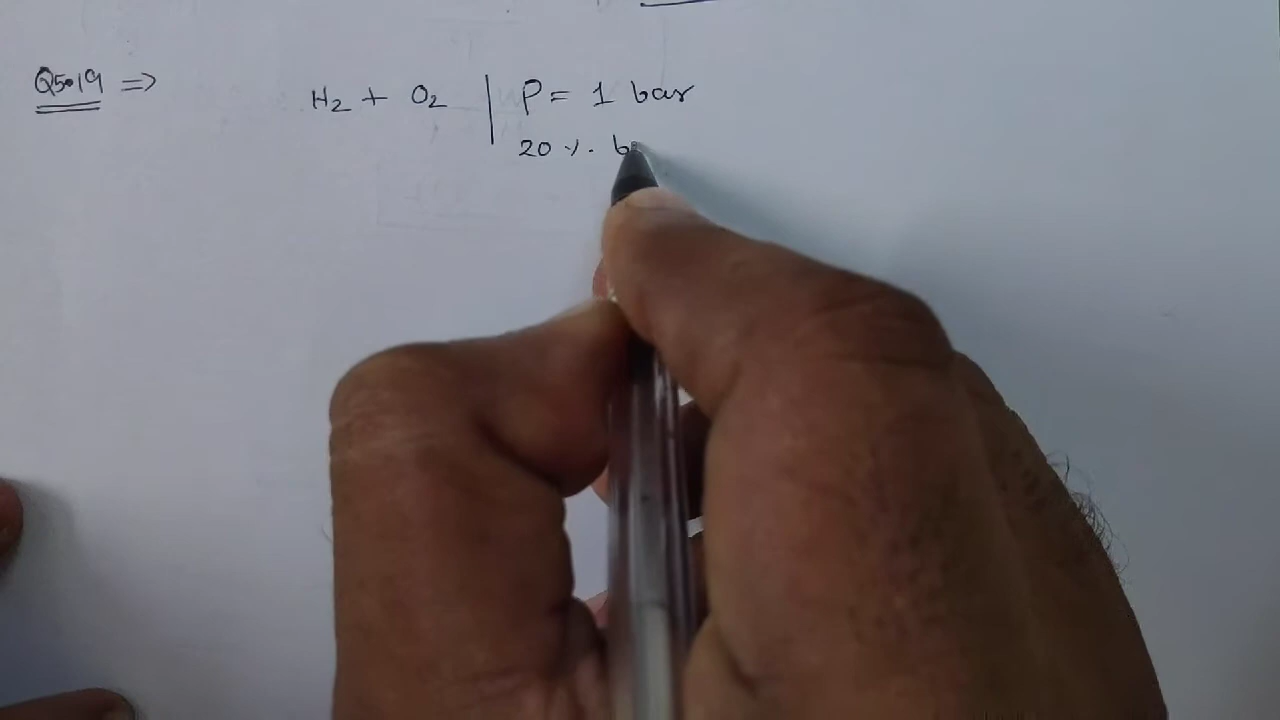 Q5.19 ⇒ H₂ + O₂ | P = 1 bar
20 %. b